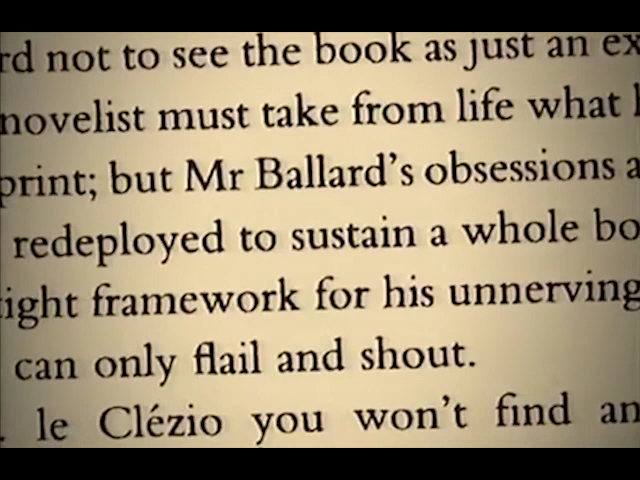 rd not to see the book as just an ex
novelist must take from life what
print; but Mr Ballard's obsessions a
redeployed to sustain a whole bo
ight framework for his unnerving
can only flail and shout.
. le Clézio you won't find an